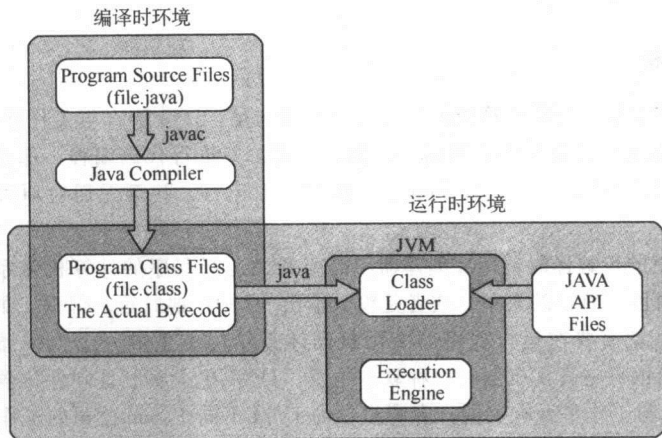 编译时环境
Program Source Files
(file.java)
javac
Java Compiler
运行时环境
Program Class Files
(file.class)
The Actual Bytecode
java
JVM
Class
Loader
JAVA
API
Files
Execution
Engine